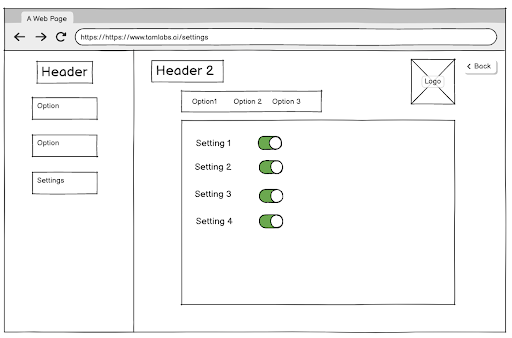 A Web Page
https://https://www.tomlabs.ai/settings
Header
Option
Option
Settings
Header 2
Logo
Back
Option1 Option 2 Option 3
Setting 1
Setting 2
Setting 3
Setting 4